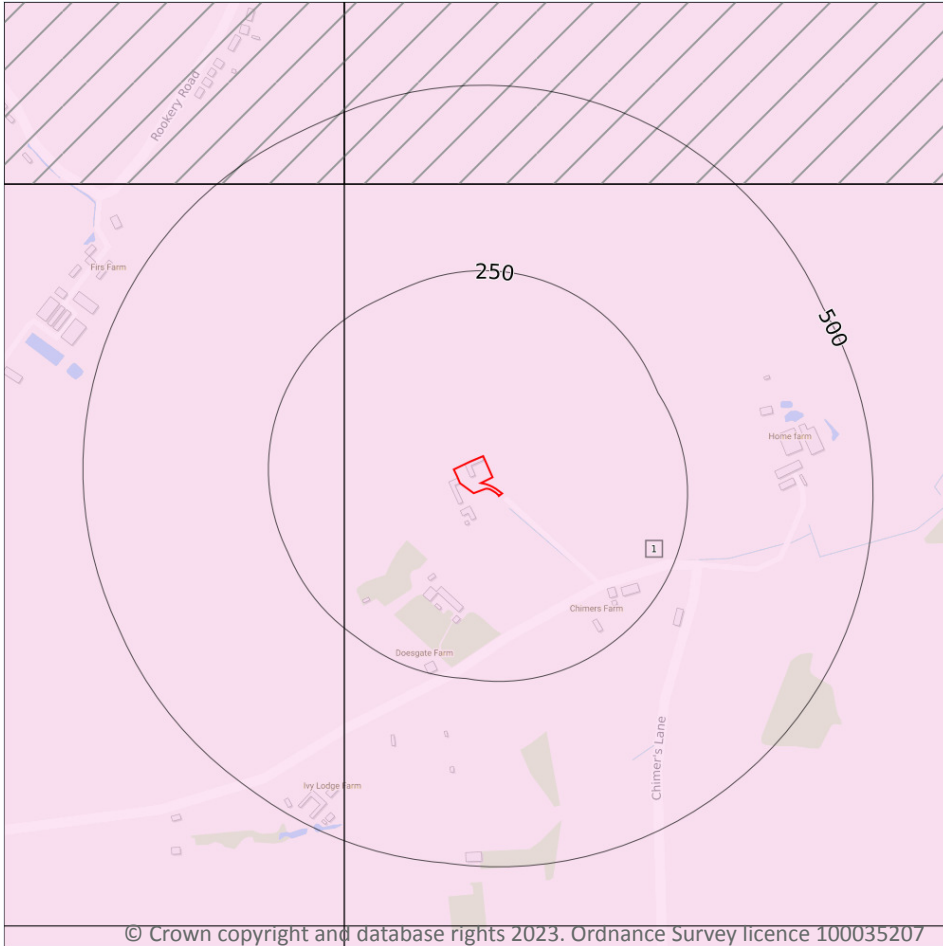 Rookery Road
Firs Farm
250
500
Home farm
1
Chimers Farm
Doesgate Farm
Chimer's Lane
Ivy Lodge Farm
© Crown copyright and database rights 2023. Ordnance Survey licence 100035207